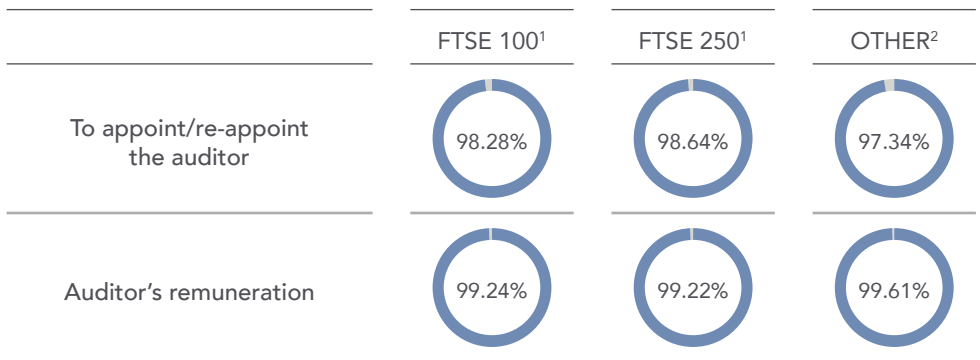 FTSE 100¹ FTSE 250¹ OTHER²
To appoint/re-appoint
the auditor
98.28% 98.64% 97.34%
Auditor’s remuneration 99.24% 99.22% 99.61%